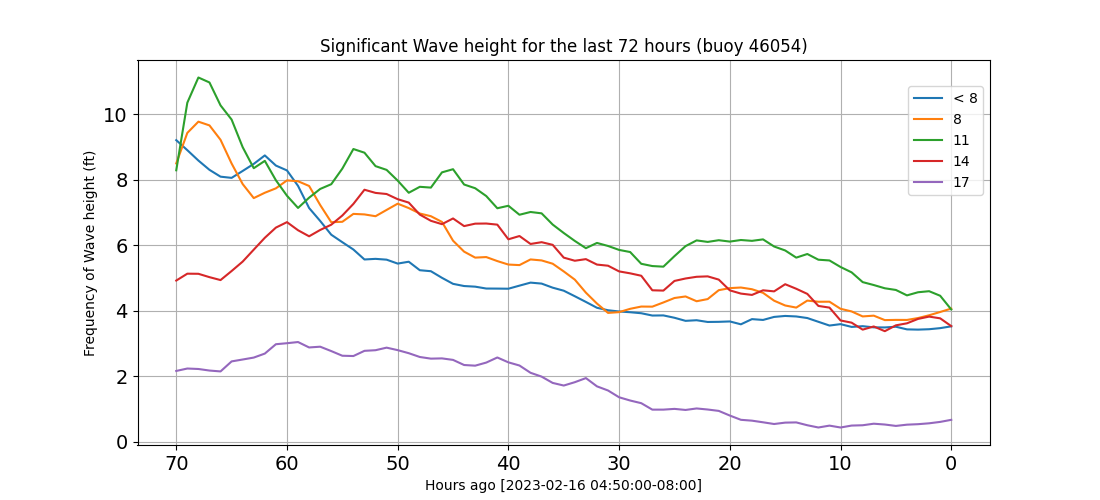 Significant Wave height for the last 72 hours (buoy 46054)
Frequency of Wave height (ft)
10
8
6
4
2
0
< 8
8
11
14
17
70 60 50 40 30 20 10 0
Hours ago [2023-02-16 04:50:00-08:00]